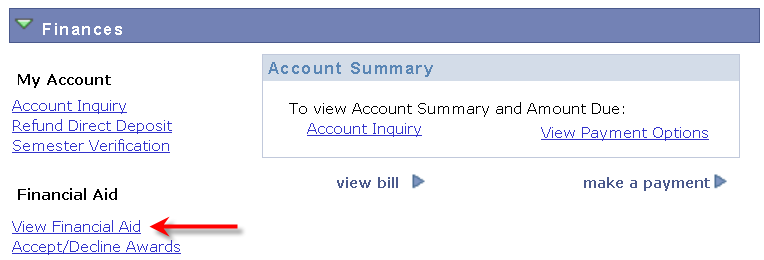 Finances
My Account
Account Inquiry
Refund Direct Deposit
Semester Verification
Financial Aid
View Financial Aid
Accept/Decline Awards
Account Summary
To view Account Summary and Amount Due:
Account Inquiry View Payment Options
view bill make a payment